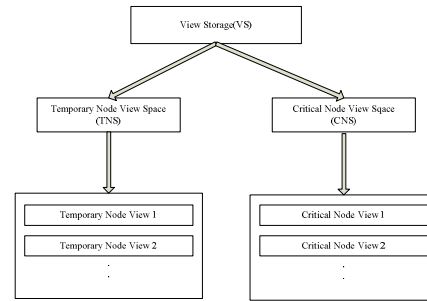 View Storage(VS)
Temporary Node View Space
(TNS)
Critical Node View Sqace
(CNS)
Temporary Node View 1
Temporary Node View 2
.
.
Critical Node View 1
Critical Node View 2
.
.